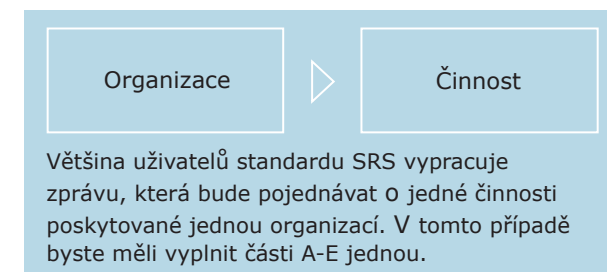 Organizace
Činnost
Většina uživatelů standardu SRS vypracuje
zprávu, která bude pojednávat o jedné činnosti
poskytované jednou organizací. V tomto případě
byste měli vyplnit části A-E jednou.